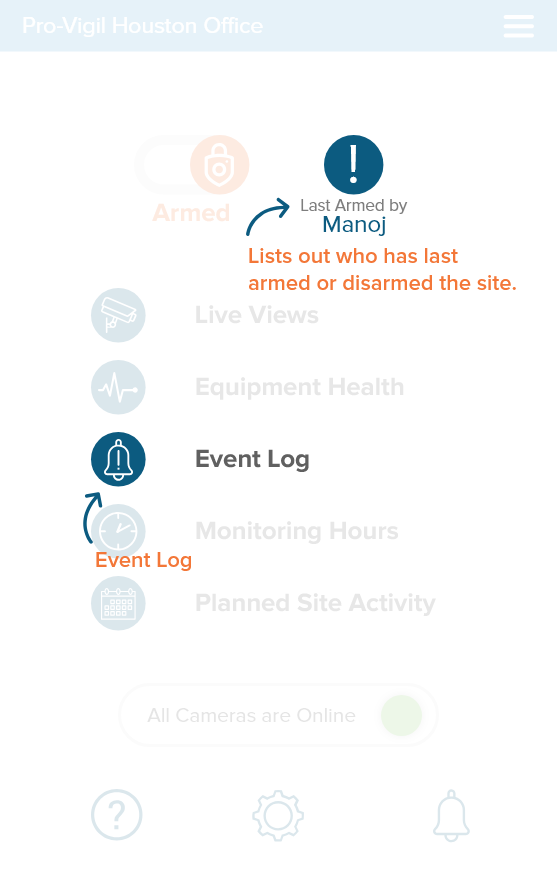 Pro-Vigil Houston Office
Last Armed by
Armed
Manoj
Lists out who has last
armed or disarmed the site.
Live Views
Equipment Health
Event Log
Monitoring Hours
Event Log
Planned Site Activity
All Cameras are Online
?